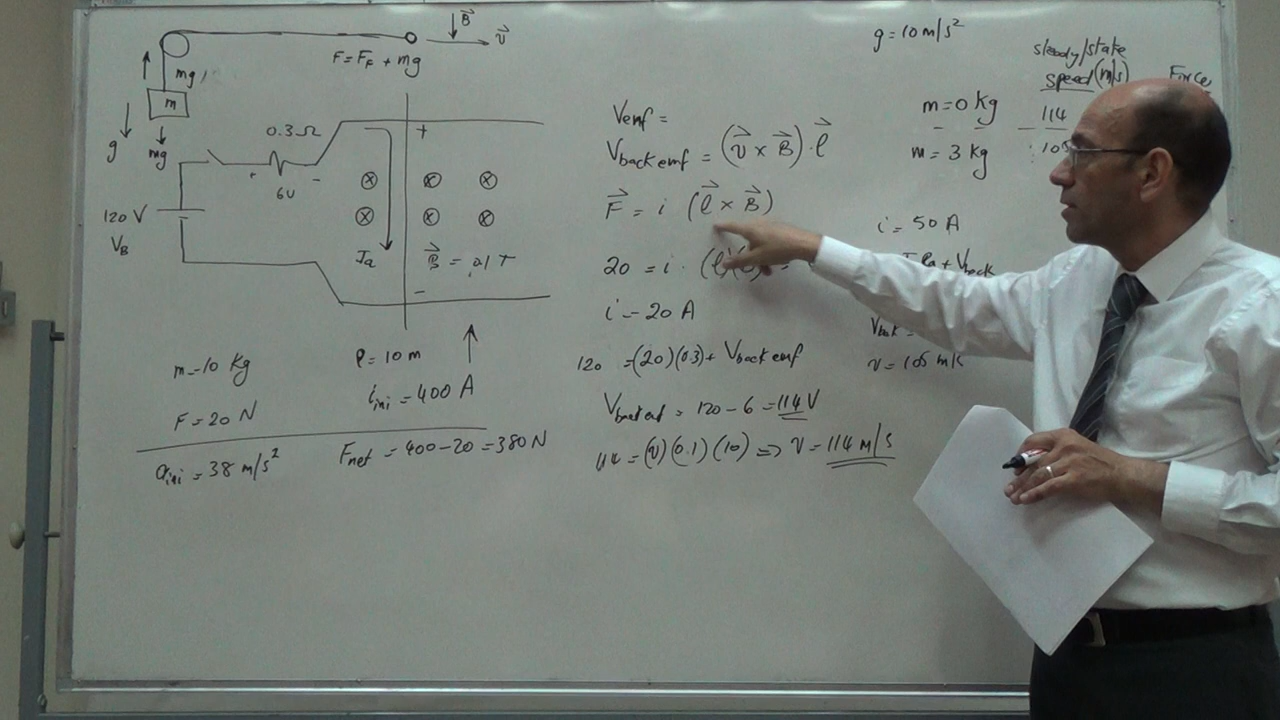 B
v
F = F_F + mg
mg
m
g
mg
0.3 Ω
+ 6V -
120 V
V_B
+
B = 0.1 T
-
m = 10 kg
F = 20 N
a_ini = 38 m/s²
l = 10 m
i_ini = 400 A
F_net = 400 - 20 = 380 N
V_emf =
V_back emf = (v × B) · l
F = i (l × B)
20 = i ·
i = 20 A
120 = (20)(0.3) + V_back emf
V_back emf = 120 - 6 = 114 V
114 = (v)(0.1)(10) ⇒ v = 114 m/s
g = 10 m/s²
steady/state
speed (m/s) Force
m = 0 kg 114
m = 3 kg 105
i = 50 A
R_a + V_back
v = 105 m/s